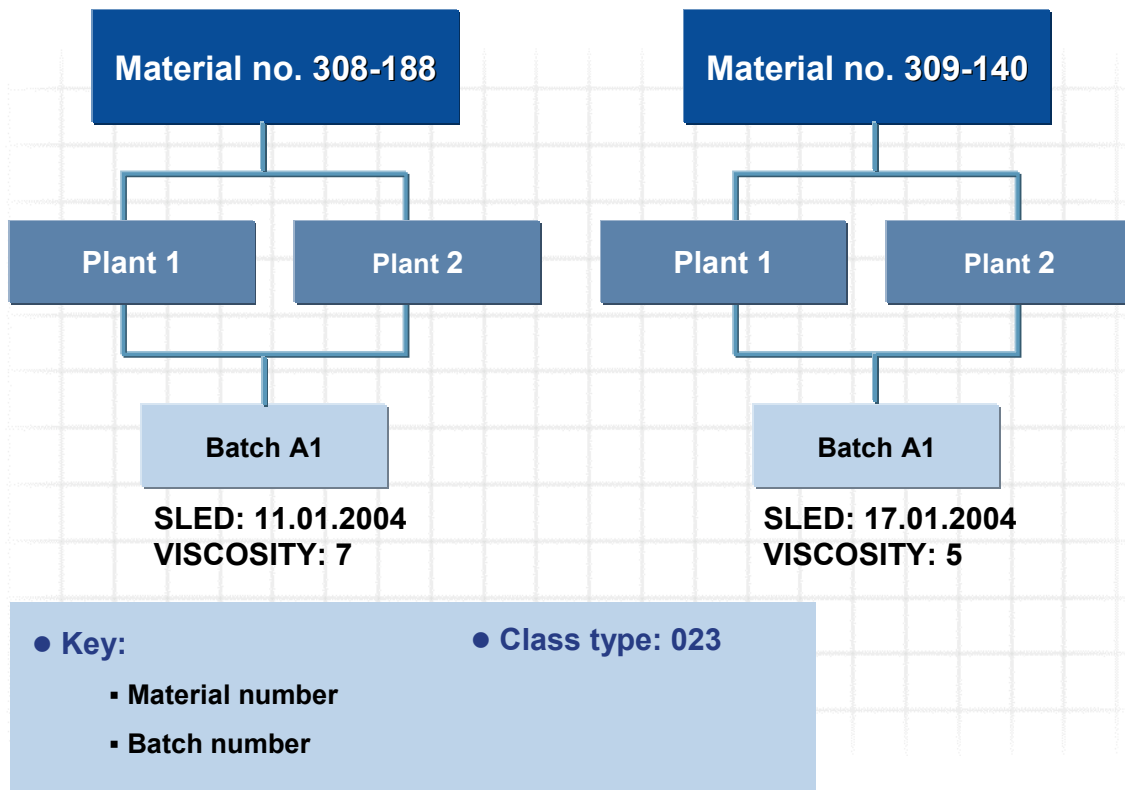 Material no. 308-188
Material no. 309-140
Plant 1
Plant 2
Plant 1
Plant 2
Batch A1
Batch A1
SLED: 11.01.2004
VISCOSITY: 7
SLED: 17.01.2004
VISCOSITY: 5
● Key:
▪ Material number
▪ Batch number
● Class type: 023